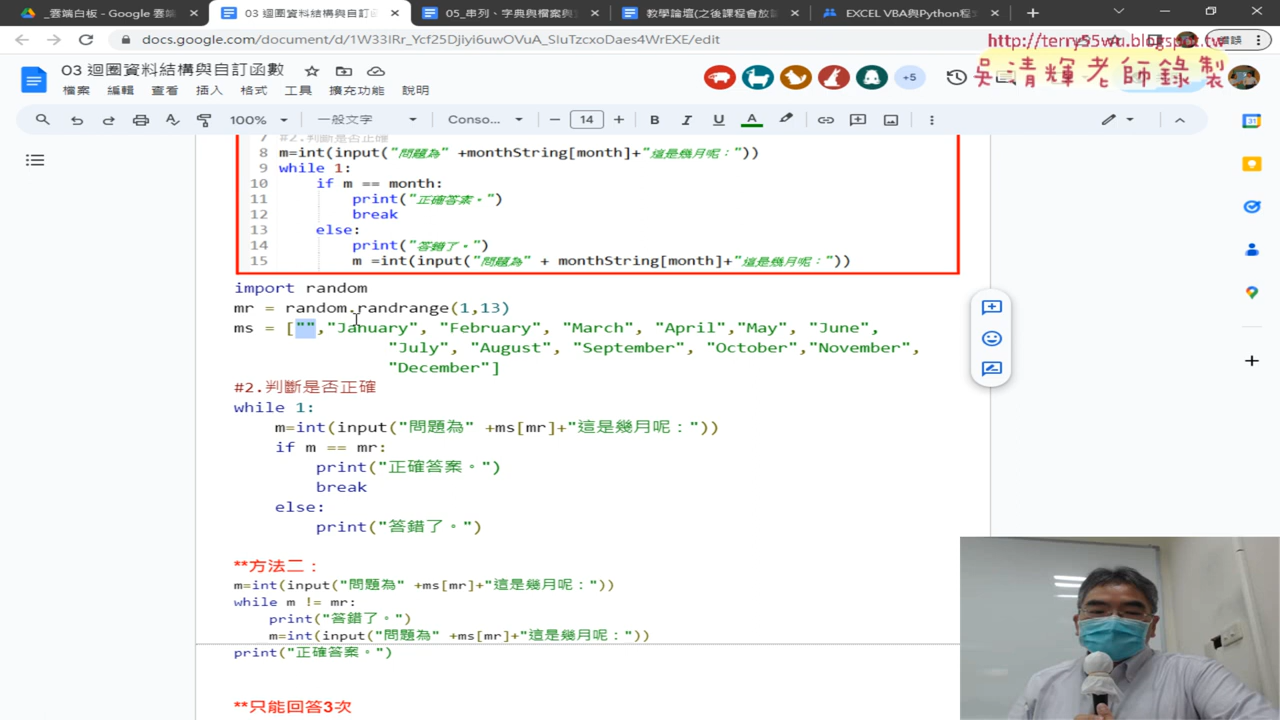 _雲端白板 - Google 雲端
03 迴圈資料結構與自訂函
05_串列、字典與檔案與
教學論壇(之後課程會放
EXCEL VBA與Python程
docs.google.com/document/d/1W33IRr_Ycf25Djiyi6uwOVuA_SIuTzcxoDaes4WrEXE/edit
http://terry55wu.blogspot.tw
吳清輝老師錄製
03 迴圈資料結構與自訂函數
檔案 編輯 查看 插入 格式 工具 擴充功能 說明
+5
100% 一般文字 Conso... 14 B I U A
7 #2.判斷是否正確
8 m=int(input("問題為" +monthString[month]+"這是幾月呢："))
9 while 1:
10 if m == month:
11 print("正確答案。")
12 break
13 else:
14 print("答錯了。")
15 m =int(input("問題為" + monthString[month]+"這是幾月呢："))
import random
mr = random.randrange(1,13)
ms = ["","January", "February", "March", "April","May", "June",
"July", "August", "September", "October","November",
"December"]
#2.判斷是否正確
while 1:
m=int(input("問題為" +ms[mr]+"這是幾月呢："))
if m == mr:
print("正確答案。")
break
else:
print("答錯了。")
**方法二：
m=int(input("問題為" +ms[mr]+"這是幾月呢："))
while m != mr:
print("答錯了。")
m=int(input("問題為" +ms[mr]+"這是幾月呢："))
print("正確答案。")
**只能回答3次